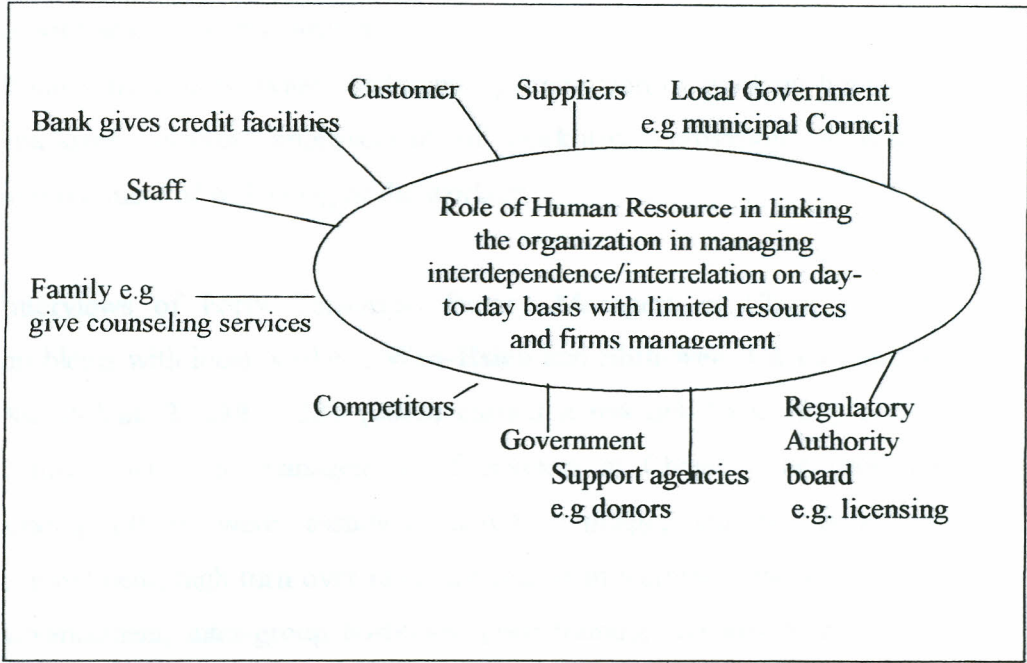 Customer
Suppliers
Local Government
e.g municipal Council
Bank gives credit facilities
Staff
Role of Human Resource in linking
the organization in managing
interdependence/interrelation on day-
to-day basis with limited resources
and firms management
Family e.g
give counseling services
Competitors
Government
Support agencies
e.g donors
Regulatory
Authority
board
e.g. licensing